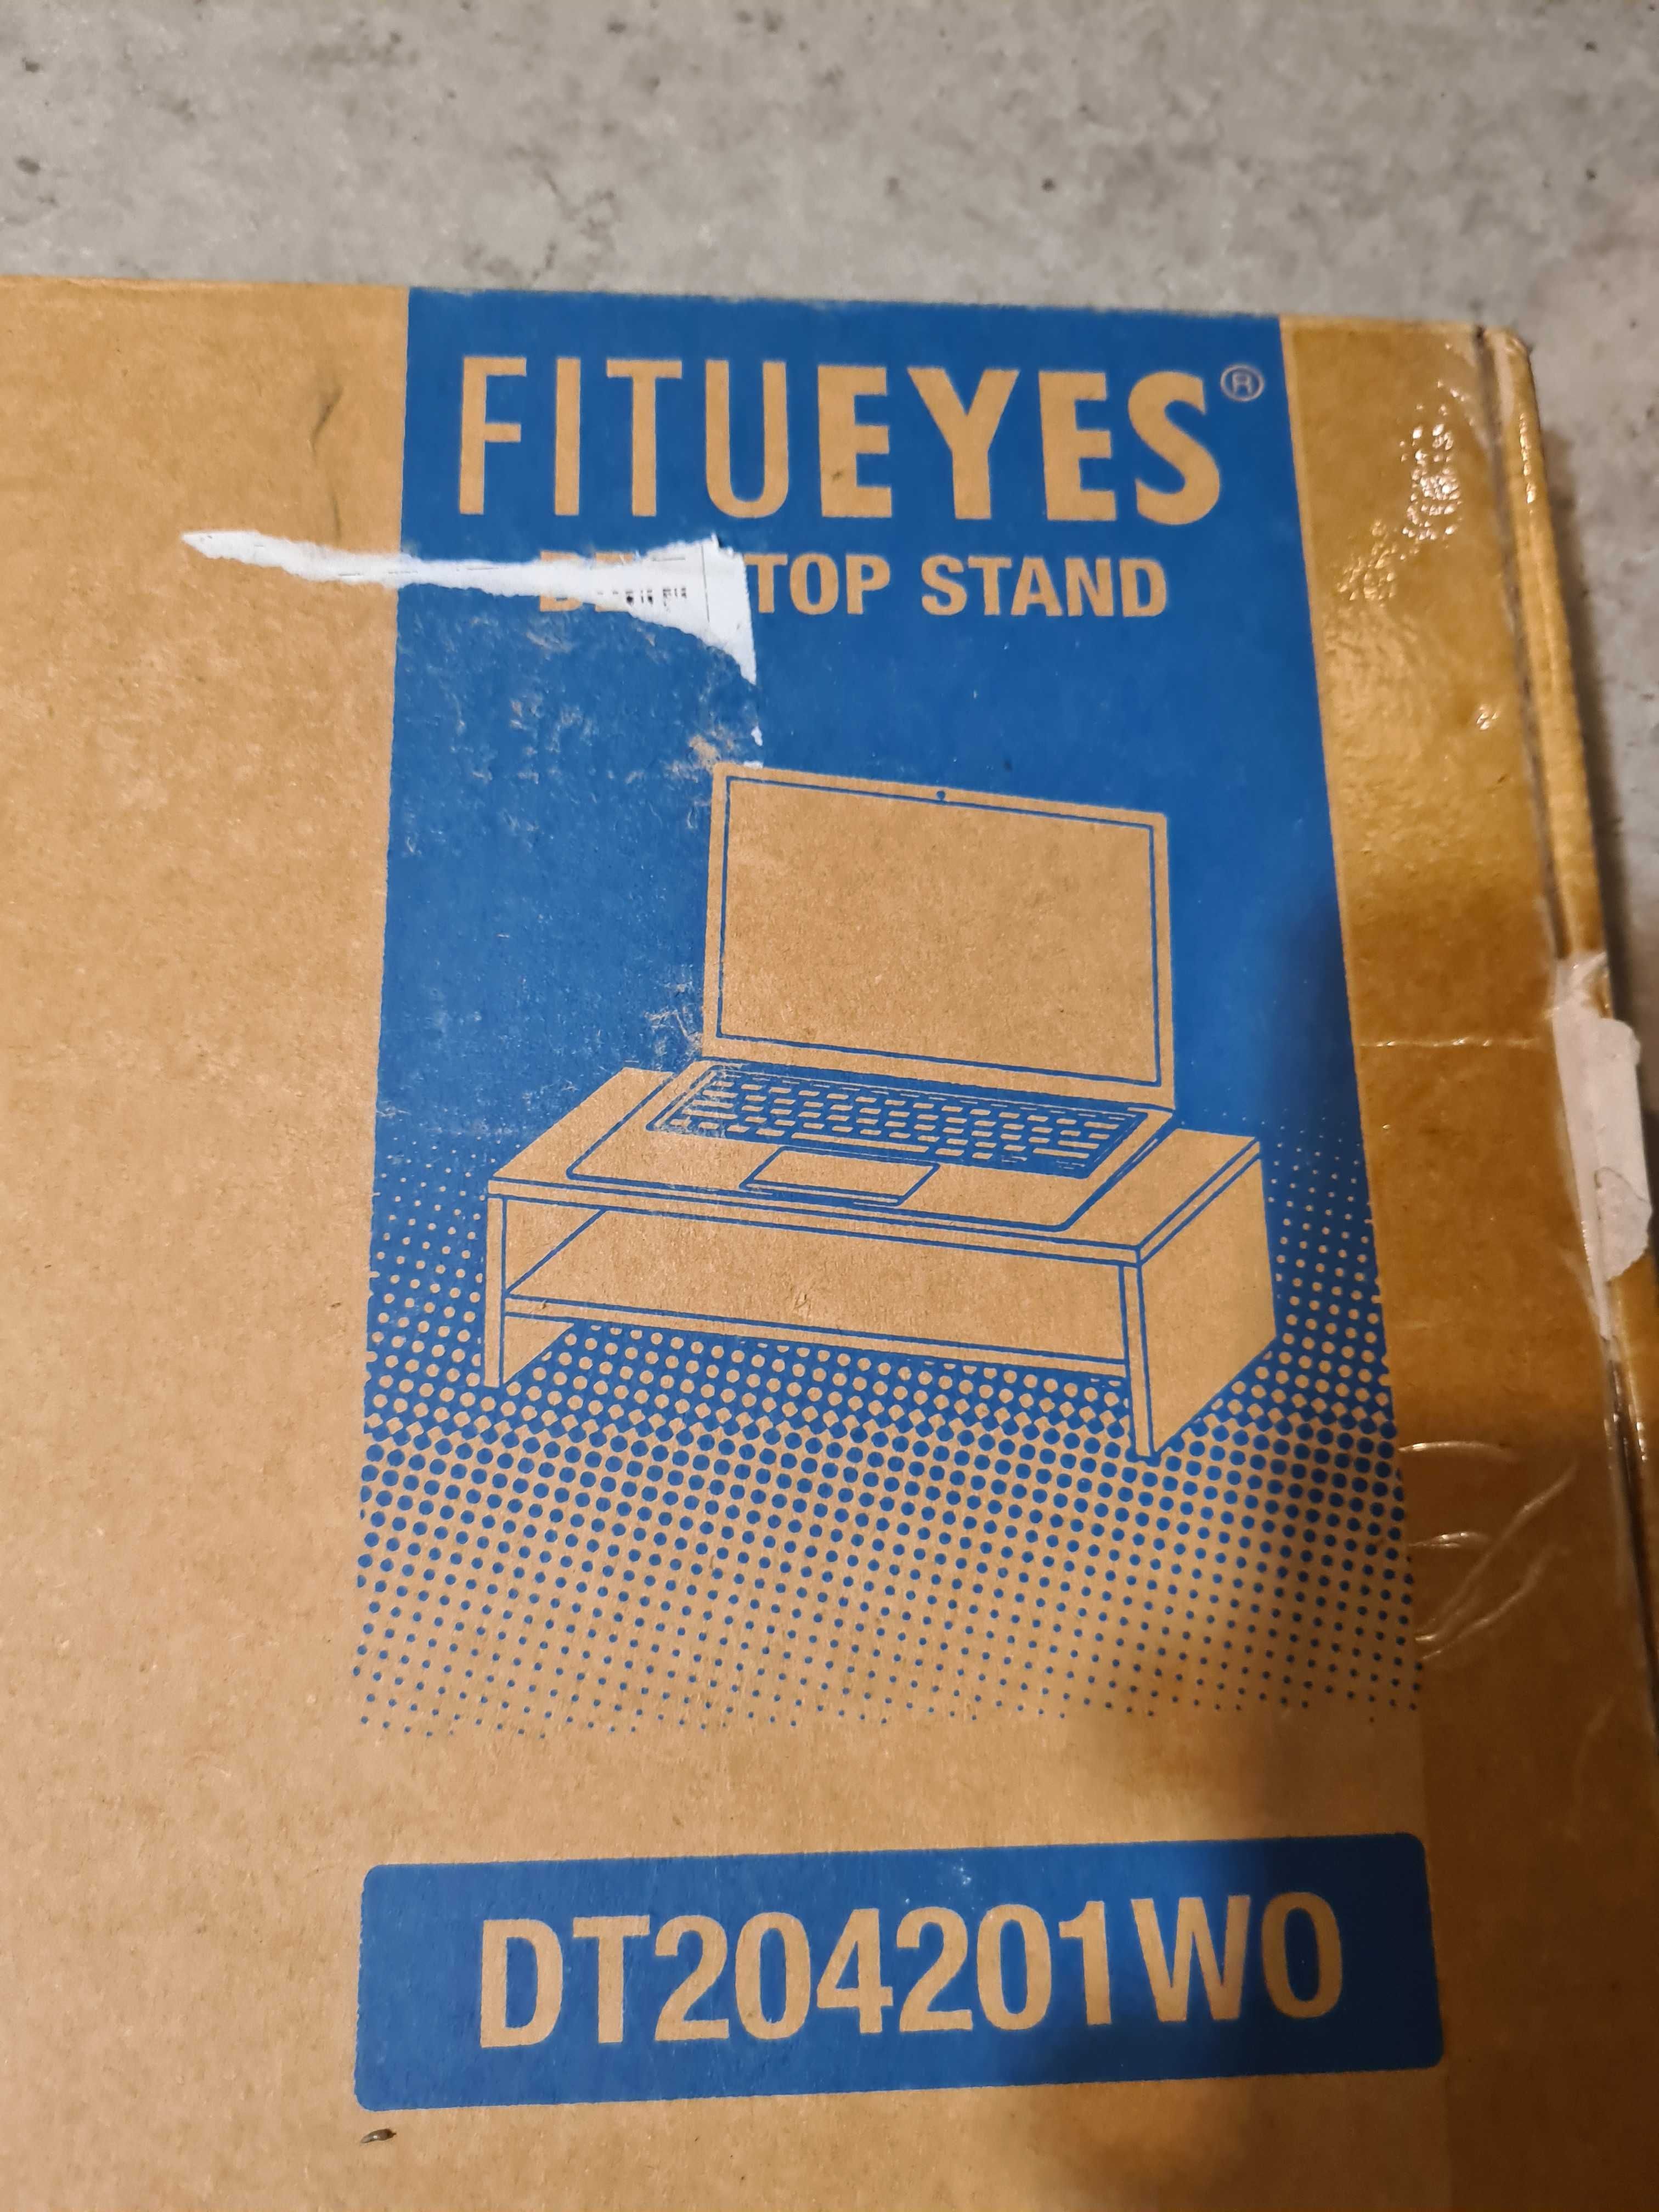 FITUEYES®
TOP STAND
DT204201WO